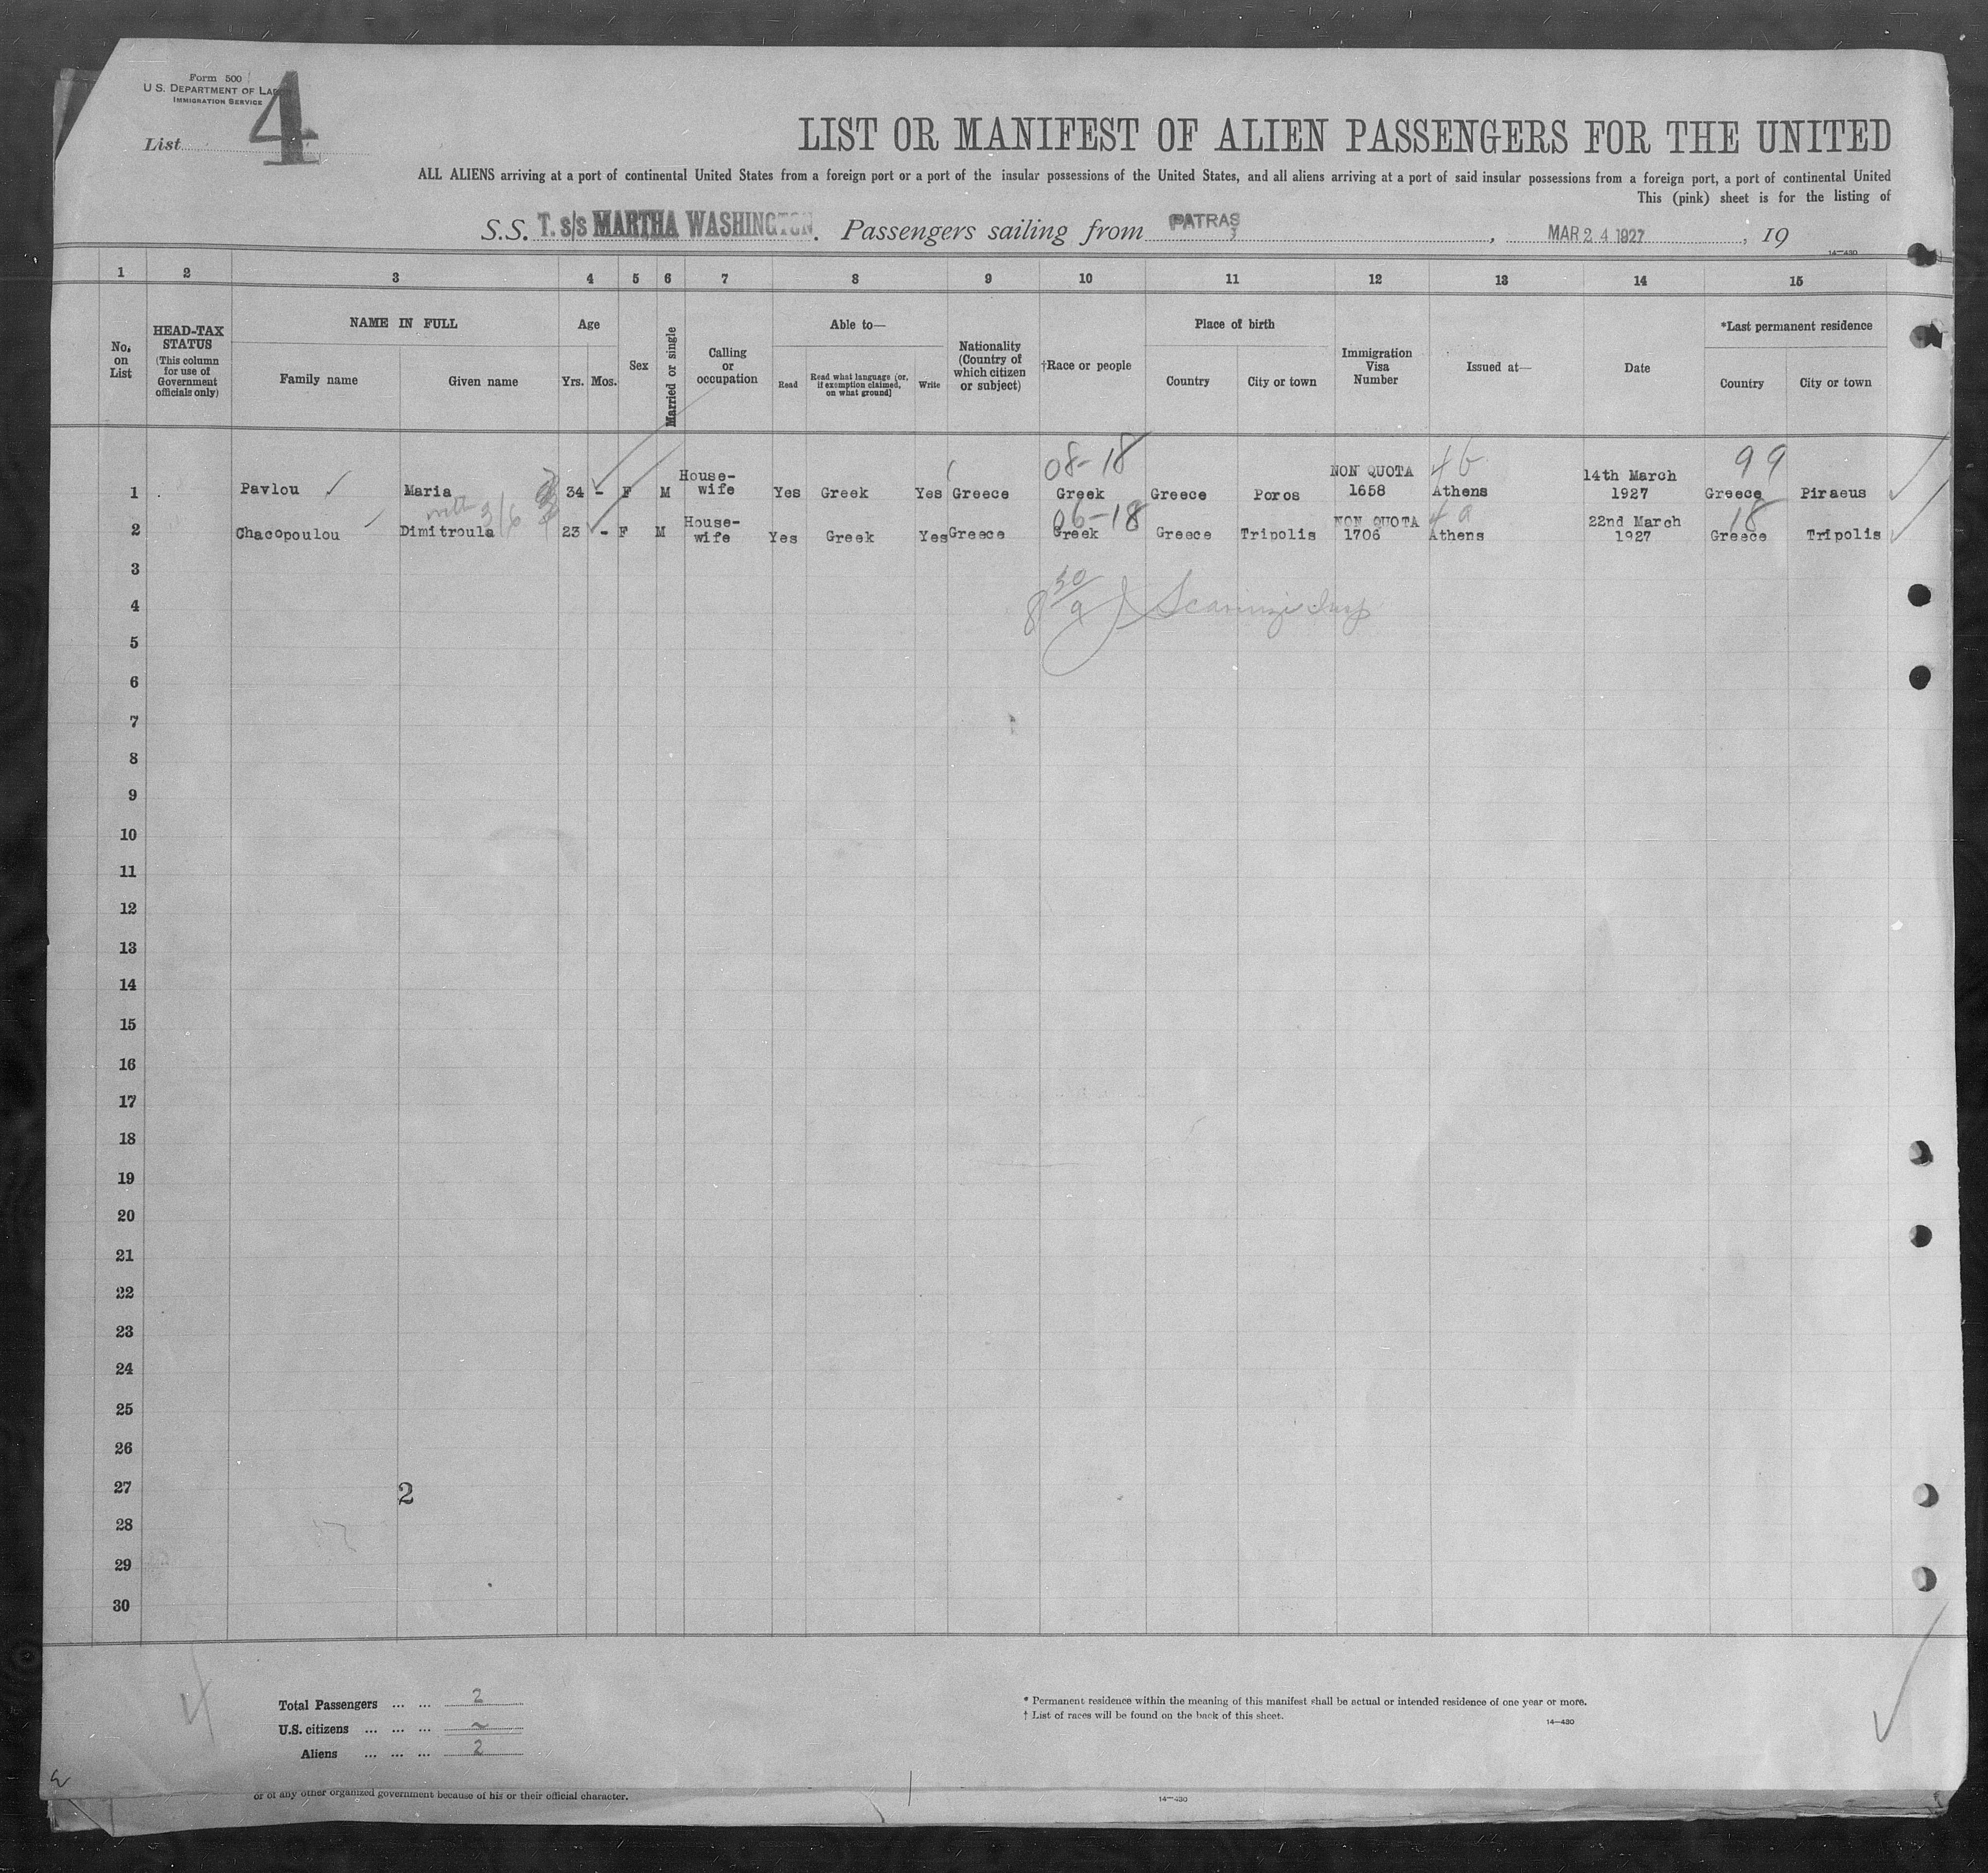 Form 500
U.S. DEPARTMENT OF LABOR
IMMIGRATION SERVICE
4
List
LIST OR MANIFEST OF ALIEN PASSENGERS FOR THE UNITED
ALL ALIENS arriving at a port of continental United States from a foreign port or a port of the insular possessions of the United States, and all aliens arriving at a port of said insular possessions from a foreign port, a port of continental United
This (pink) sheet is for the listing of
S.S. T. s/s MARTHA WASHINGTON. Passengers sailing from PATRAS, MAR 24 1927, 19
14—430
1 2 3 4 5 6 7 8 9 10 11 12 13 14 15
No. on List
HEAD-TAX STATUS
(This column for use of Government officials only)
NAME IN FULL
Family name Given name
Age
Yrs. Mos.
Sex
Married or single
Calling or occupation
Able to—
Read
Read what language [or, if exemption claimed, on what ground]
Write
Nationality (Country of which citizen or subject)
†Race or people
Place of birth
Country City or town
Immigration Visa Number
Issued at—
Date
*Last permanent residence
Country City or town
08-18 4 b 99
1 Pavlou Maria 34 - F M House-wife Yes Greek Yes Greece Greek Greece Poros NON QUOTA 1658 Athens 14th March 1927 Greece Piraeus
06-18 4 a 18
2 Chacopoulou Dimitroula 23 - F M House-wife Yes Greek Yes Greece Greek Greece Tripolis NON QUOTA 1706 Athens 22nd March 1927 Greece Tripolis
3
4
5
6
7
8
9
10
11
12
13
14
15
16
17
18
19
20
21
22
23
24
25
26
27 2
28
29
30
Total Passengers ... ... 2
U.S. citizens ... ... ... ~
Aliens ... ... ... 2
* Permanent residence within the meaning of this manifest shall be actual or intended residence of one year or more.
† List of races will be found on the back of this sheet.
14—430
or of any other organized government because of his or their official character.
14—430